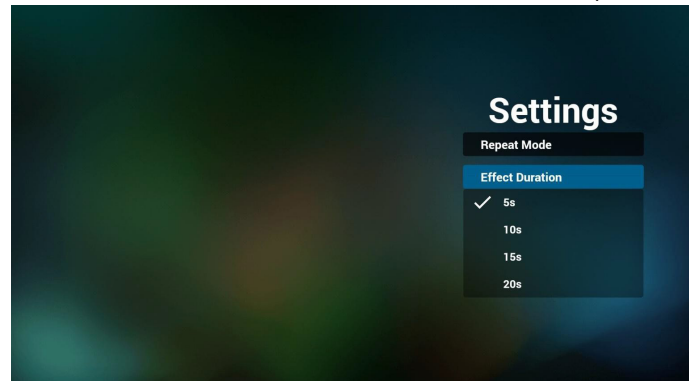 Settings
Repeat Mode
Effect Duration
5s
10s
15s
20s